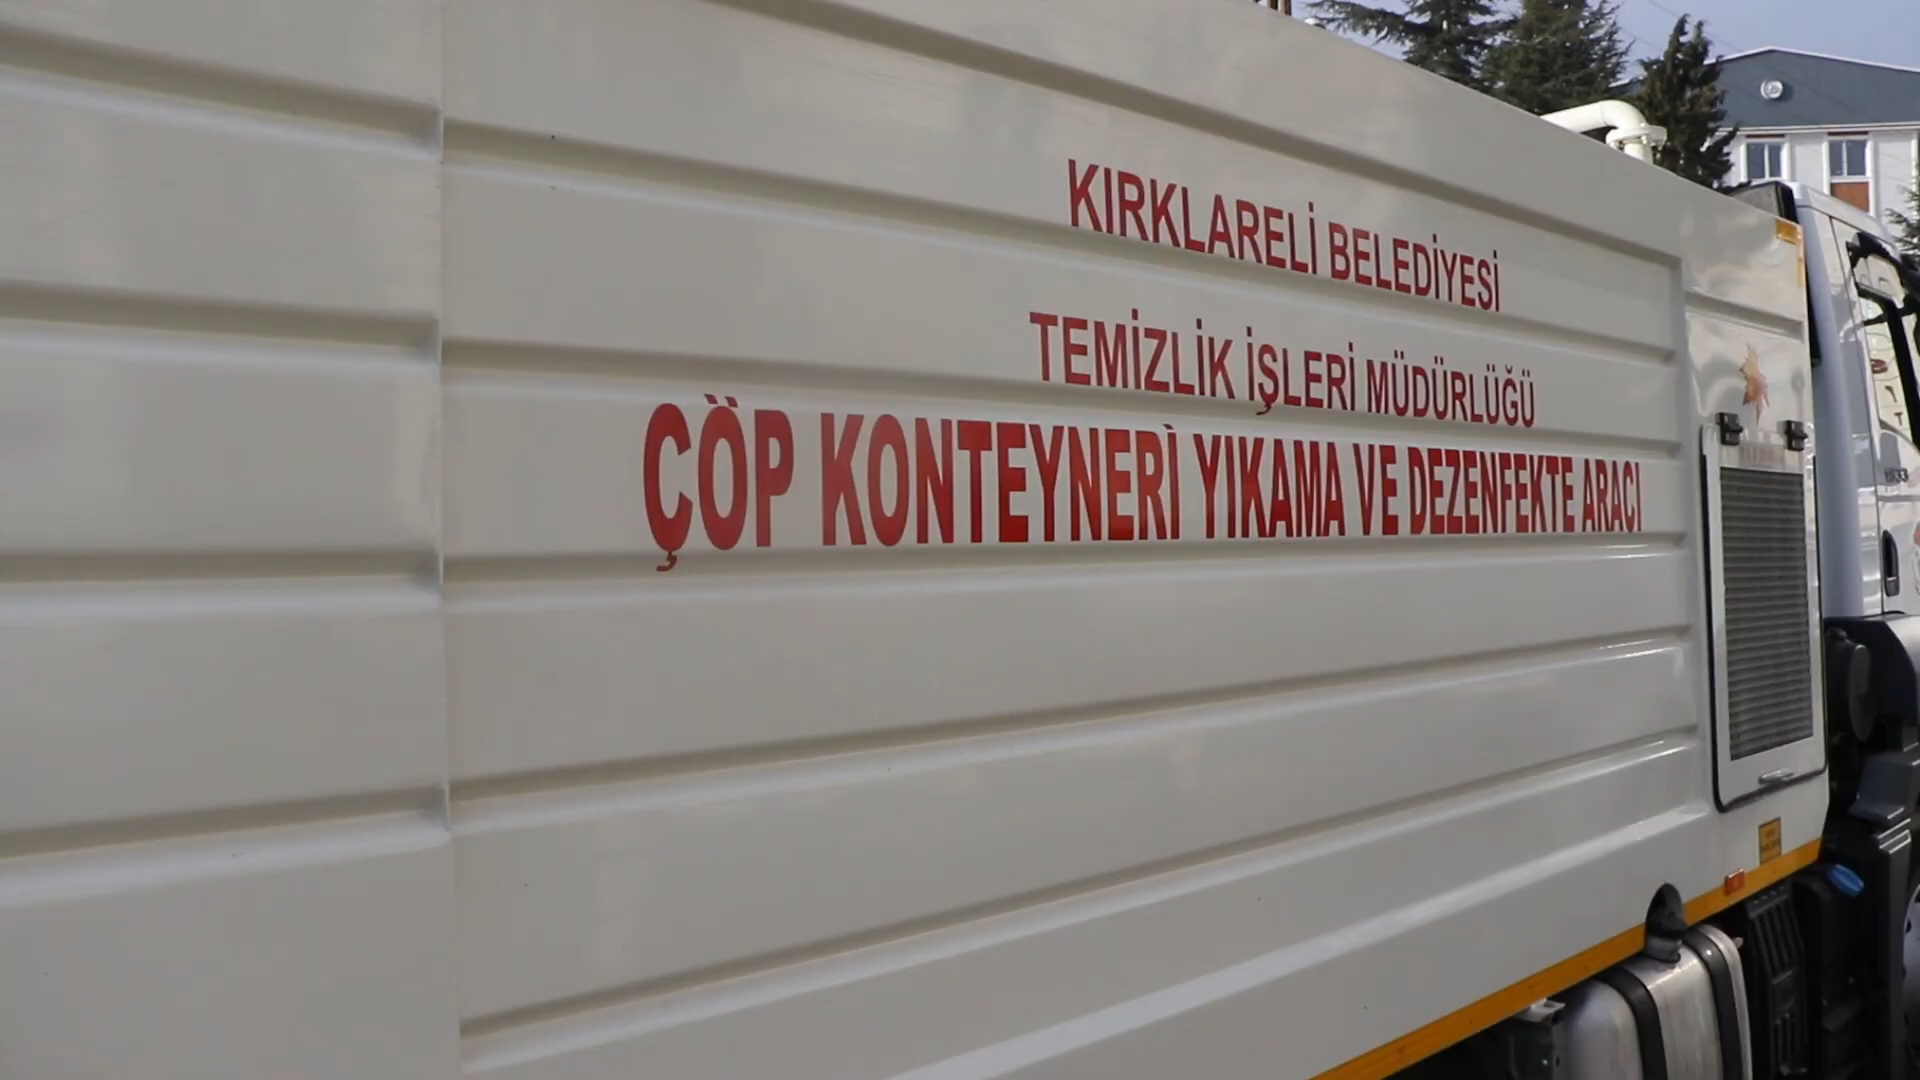 KIRKLARELİ BELEDİYESİ
TEMİZLİK İŞLERİ MÜDÜRLÜĞÜ
ÇÖP KONTEYNERİ YIKAMA VE DEZENFEKTE ARACI